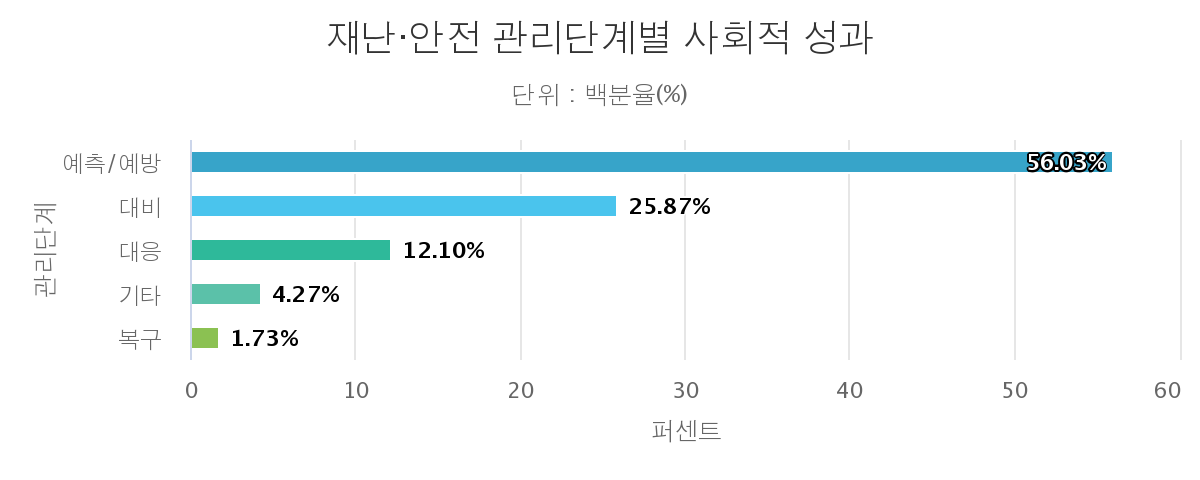 재난·안전 관리단계별 사회적 성과
단위 : 백분율(%)
관리단계
예측/예방 56.03%
대비 25.87%
대응 12.10%
기타 4.27%
복구 1.73%
0 10 20 30 40 50 60
퍼센트